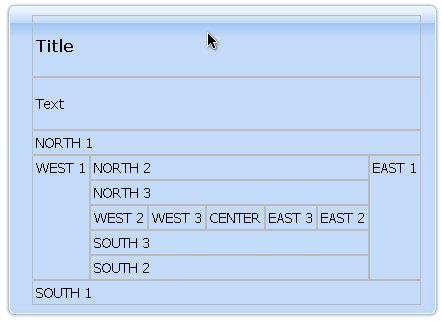 Title
Text
NORTH 1
WEST 1 NORTH 2 EAST 1
NORTH 3
WEST 2 WEST 3 CENTER EAST 3 EAST 2
SOUTH 3
SOUTH 2
SOUTH 1